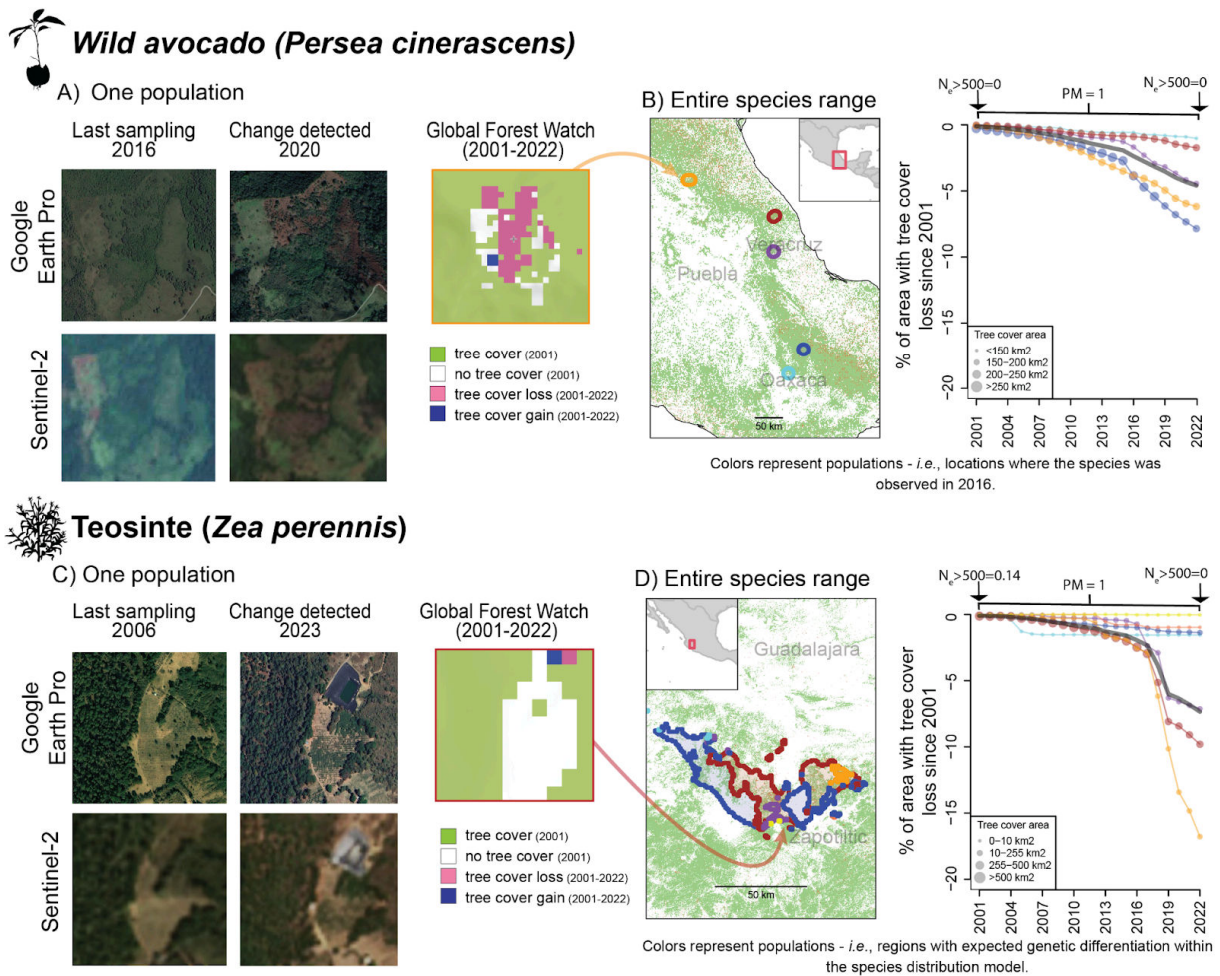 Wild avocado (Persea cinerascens)
A) One population
Last sampling
2016
Change detected
2020
Global Forest Watch
(2001-2022)
Google
Earth Pro
Sentinel-2
tree cover (2001)
no tree cover (2001)
tree cover loss (2001-2022)
tree cover gain (2001-2022)
B) Entire species range
Veracruz
Puebla
Oaxaca
50 km
Ne>500=0
PM = 1
Ne>500=0
% of area with tree cover
loss since 2001
0
−5
−10
−15
−20
Tree cover area
<150 km2
150−200 km2
200−250 km2
>250 km2
2001
2004
2007
2010
2013
2016
2019
2022
Colors represent populations - i.e., locations where the species was
observed in 2016.
Teosinte (Zea perennis)
C) One population
Last sampling
2006
Change detected
2023
Global Forest Watch
(2001-2022)
Google
Earth Pro
Sentinel-2
tree cover (2001)
no tree cover (2001)
tree cover loss (2001-2022)
tree cover gain (2001-2022)
D) Entire species range
Guadalajara
Zapotiltic
50 km
Ne>500=0.14
PM = 1
Ne>500=0
% of area with tree cover
loss since 2001
0
−5
−10
−15
−20
Tree cover area
0−10 km2
10−255 km2
255−500 km2
>500 km2
2001
2004
2007
2010
2013
2016
2019
2022
Colors represent populations - i.e., regions with expected genetic differentiation within
the species distribution model.